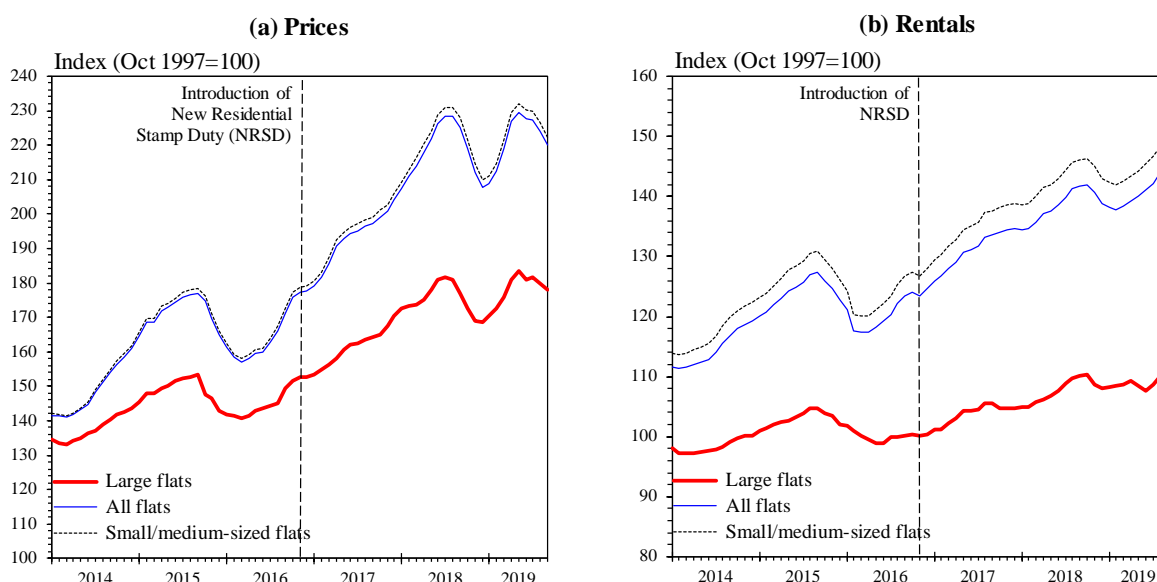 (a) Prices
Index (Oct 1997=100)
240
230
220
210
200
190
180
170
160
150
140
130
120
110
100
Introduction of
New Residential
Stamp Duty (NRSD)
Large flats
All flats
Small/medium-sized flats
2014 2015 2016 2017 2018 2019
(b) Rentals
Index (Oct 1997=100)
160
150
140
130
120
110
100
90
80
Introduction of
NRSD
Large flats
All flats
Small/medium-sized flats
2014 2015 2016 2017 2018 2019